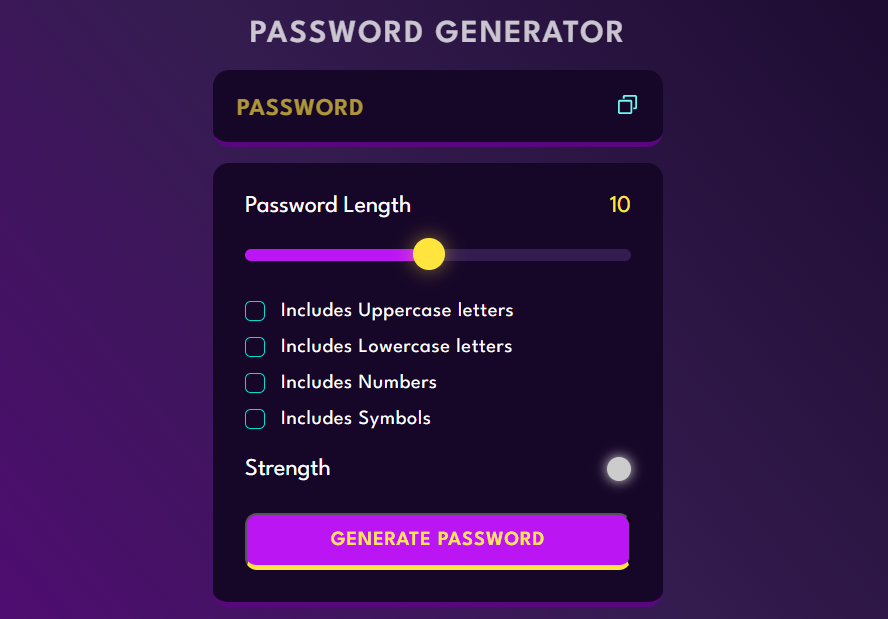 PASSWORD GENERATOR
PASSWORD
Password Length 10
Includes Uppercase letters
Includes Lowercase letters
Includes Numbers
Includes Symbols
Strength
GENERATE PASSWORD